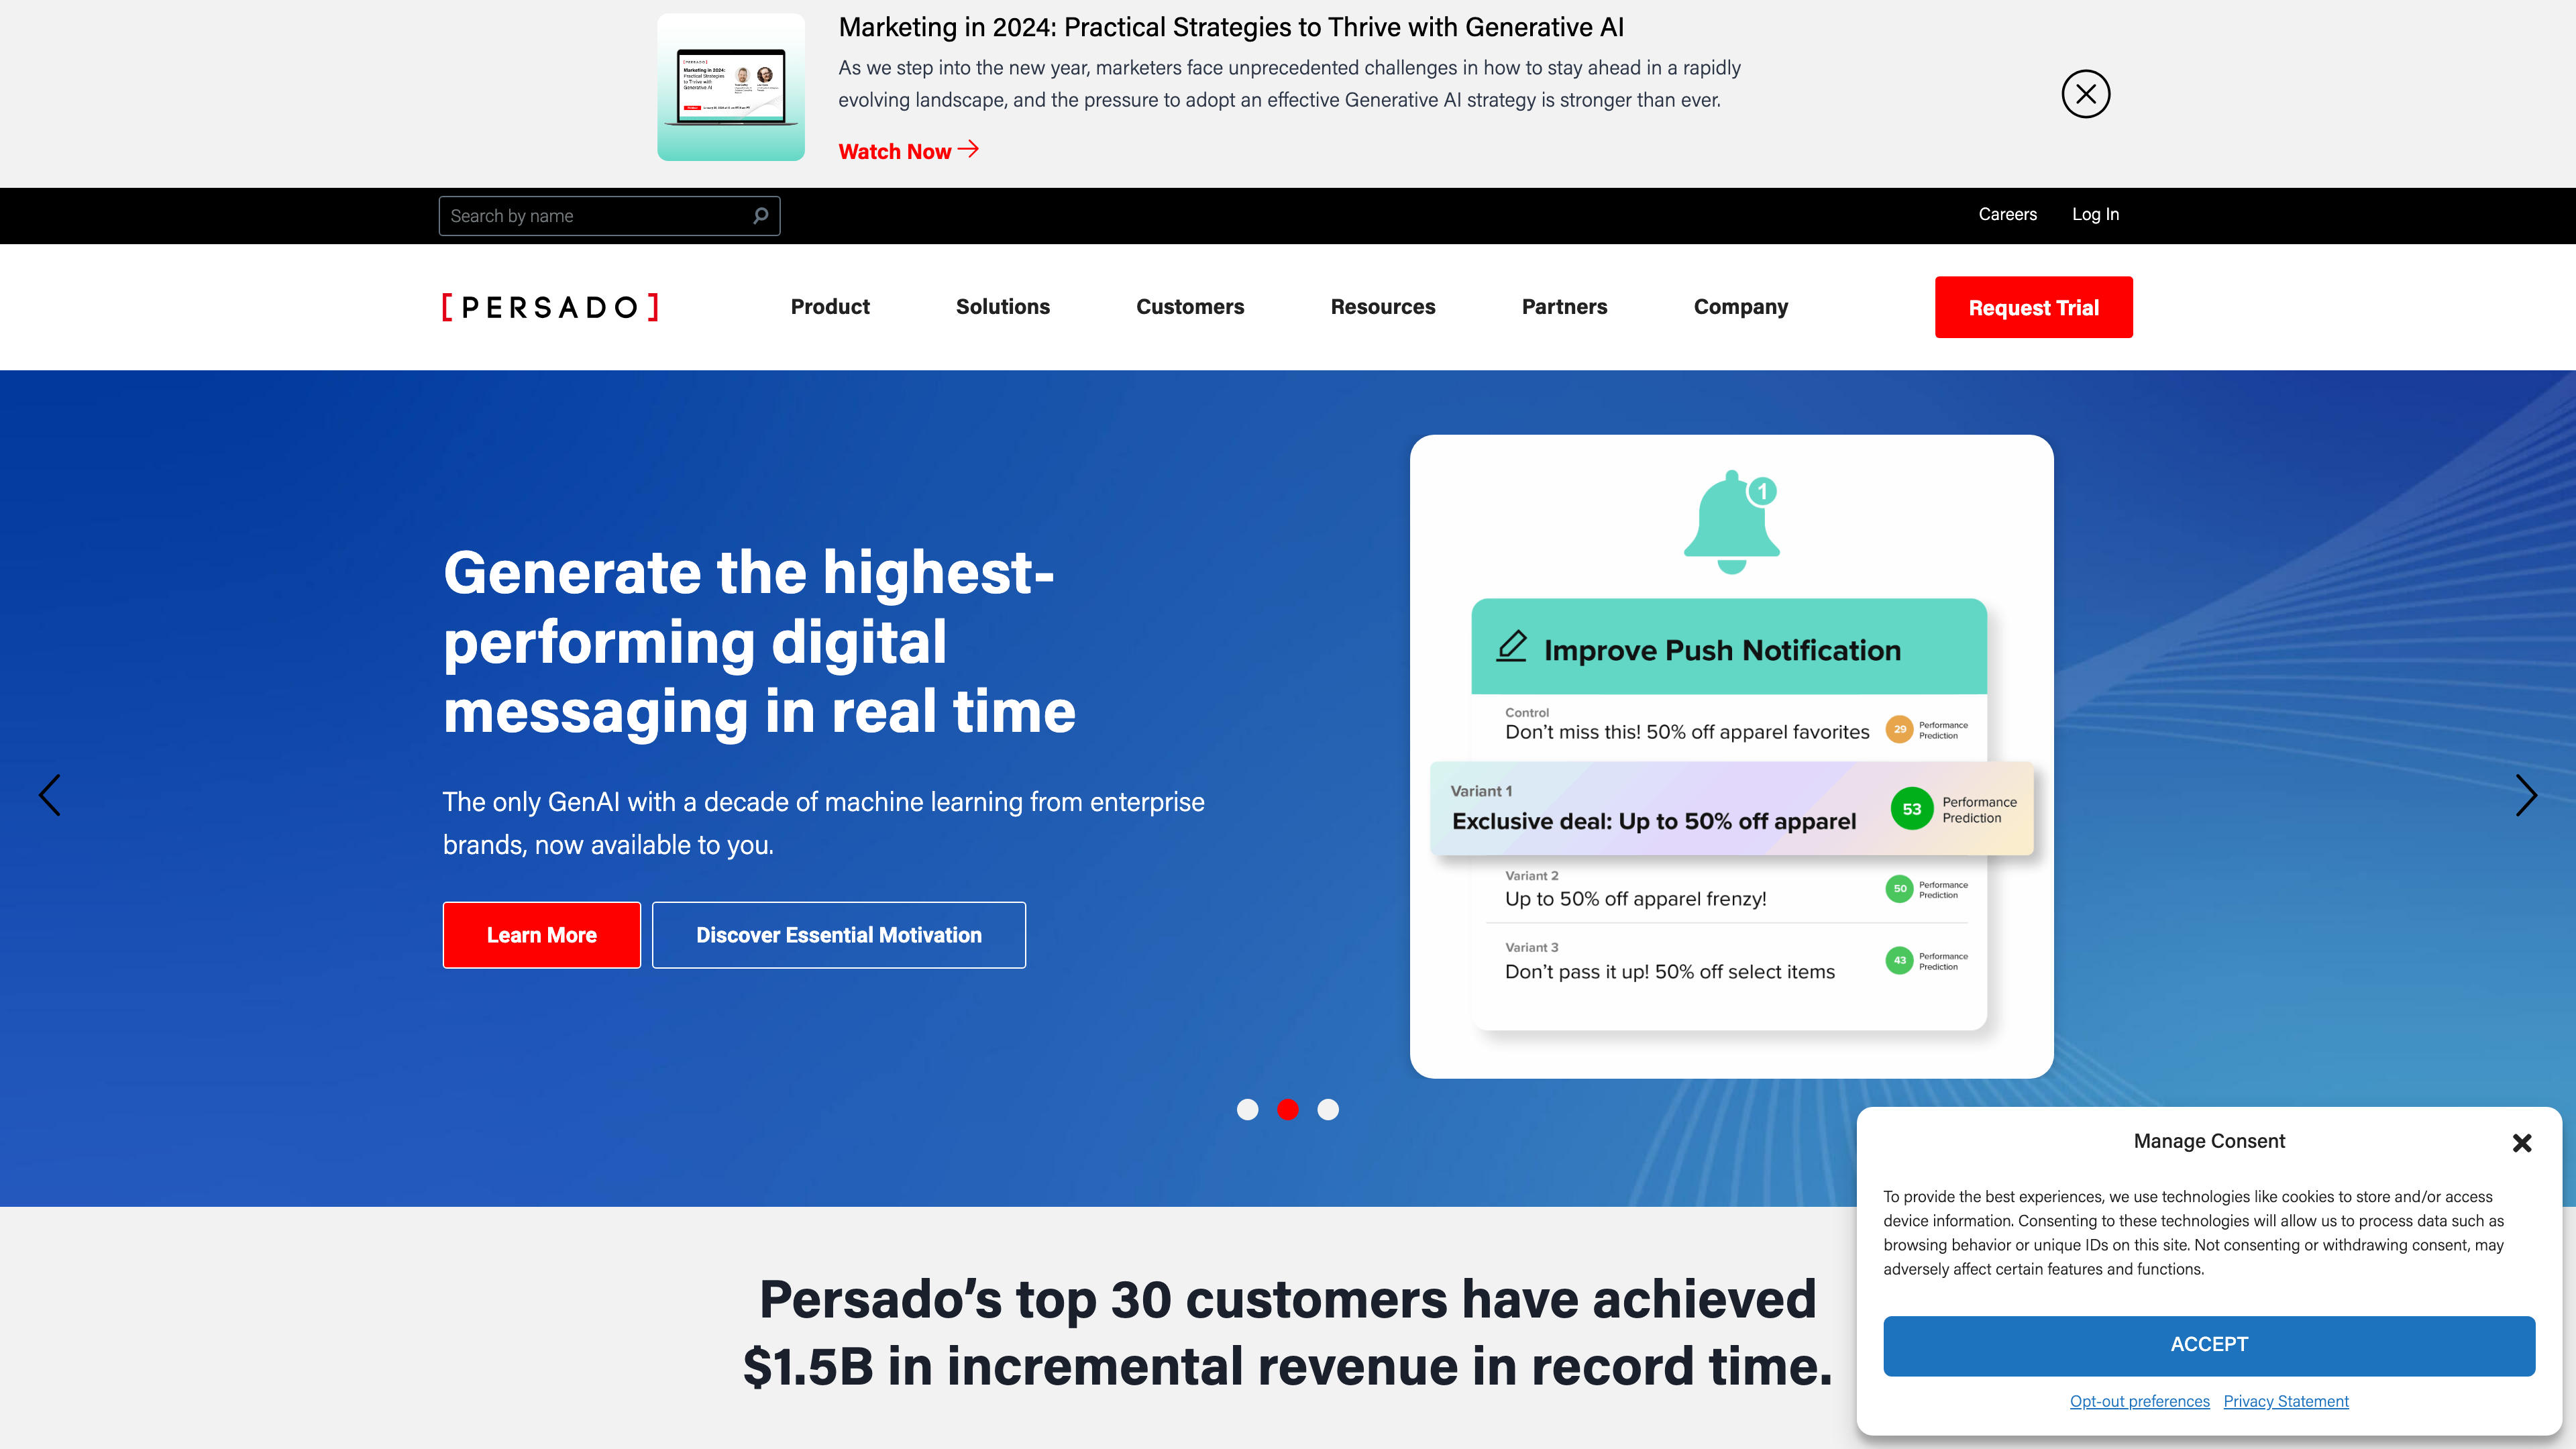 [PERSADO]
Marketing in 2024:
Practical Strategies
to Thrive with
Generative AI
Marketing in 2024: Practical Strategies to Thrive with Generative AI
As we step into the new year, marketers face unprecedented challenges in how to stay ahead in a rapidly
evolving landscape, and the pressure to adopt an effective Generative AI strategy is stronger than ever.
Watch Now
Search by name
Careers
Log In
[PERSADO]
Product
Solutions
Customers
Resources
Partners
Company
Request Trial
Generate the highest-
performing digital
messaging in real time
The only GenAI with a decade of machine learning from enterprise
brands, now available to you.
Learn More
Discover Essential Motivation
1
Improve Push Notification
Control
Don't miss this! 50% off apparel favorites
29
Performance
Prediction
Variant 1
Exclusive deal: Up to 50% off apparel
53
Performance
Prediction
Variant 2
Up to 50% off apparel frenzy!
50
Performance
Prediction
Variant 3
Don't pass it up! 50% off select items
43
Performance
Prediction
Persado's top 30 customers have achieved
$1.5B in incremental revenue in record time.
Manage Consent
To provide the best experiences, we use technologies like cookies to store and/or access
device information. Consenting to these technologies will allow us to process data such as
browsing behavior or unique IDs on this site. Not consenting or withdrawing consent, may
adversely affect certain features and functions.
ACCEPT
Opt-out preferences
Privacy Statement